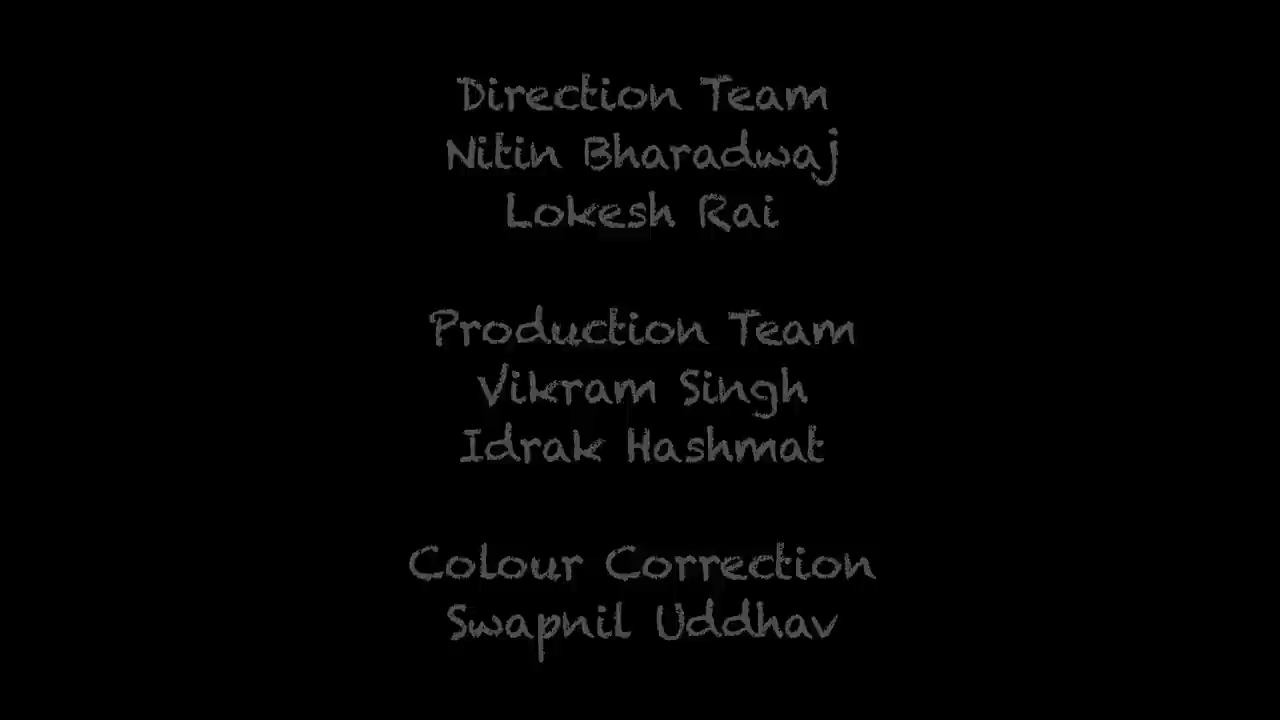 Direction Team
Nitin Bharadwaj
Lokesh Rai
Production Team
Vikram Singh
Idrak Hashmat
Colour Correction
Swapnil Uddhav